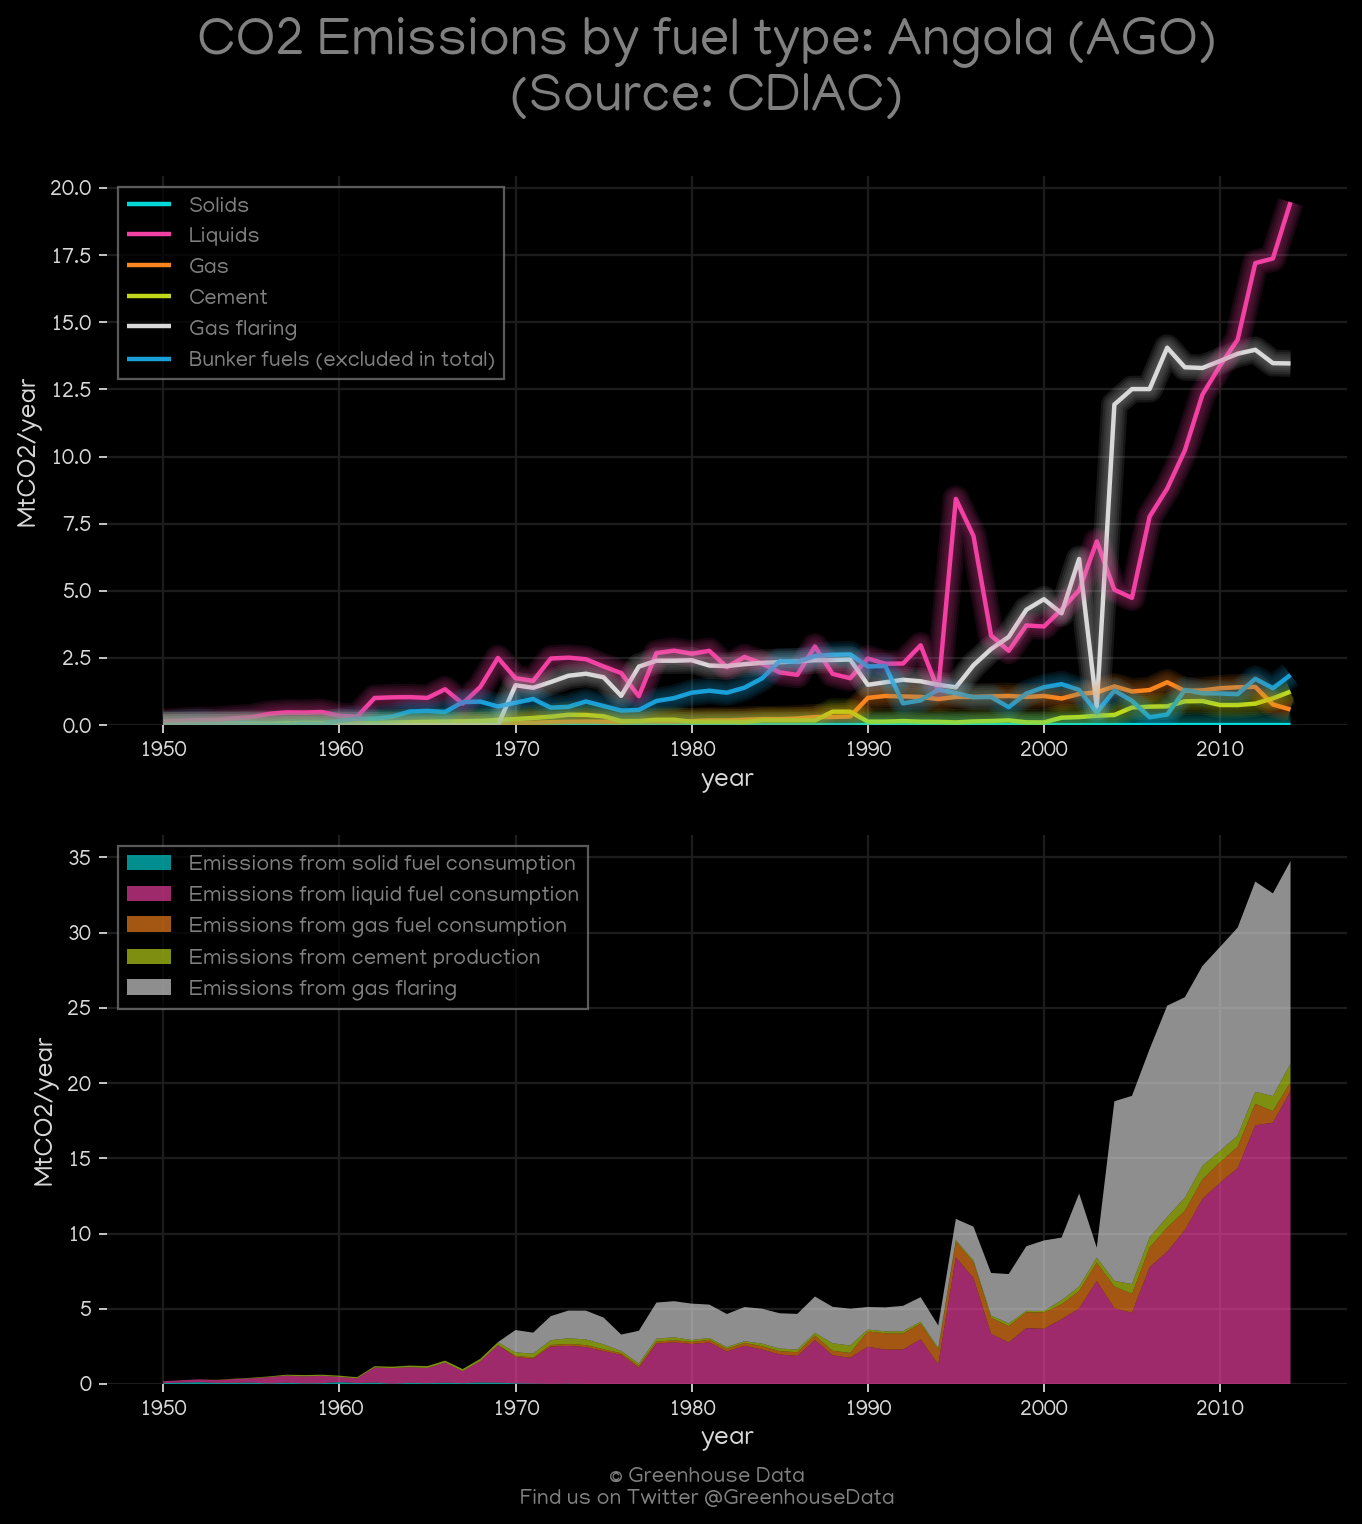 CO2 Emissions by fuel type: Angola (AGO)
(Source: CDIAC)
MtCO2/year
20.0
17.5
15.0
12.5
10.0
7.5
5.0
2.5
0.0
Solids
Liquids
Gas
Cement
Gas flaring
Bunker fuels (excluded in total)
1950 1960 1970 1980 1990 2000 2010
year
MtCO2/year
35
30
25
20
15
10
5
0
Emissions from solid fuel consumption
Emissions from liquid fuel consumption
Emissions from gas fuel consumption
Emissions from cement production
Emissions from gas flaring
1950 1960 1970 1980 1990 2000 2010
year
© Greenhouse Data
Find us on Twitter @GreenhouseData